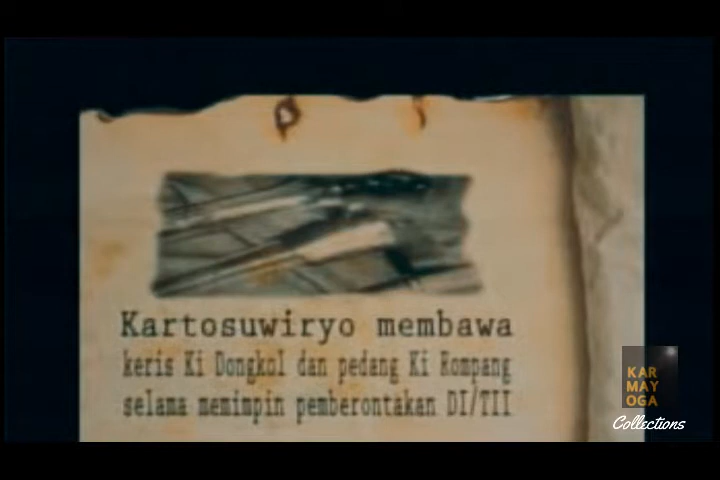 Kartosuwiryo membawa
keris Ki Dongkol dan pedang Ki Rompang
selama memimpin pemberontakan DI/TII
KAR
MAY
OGA
Collections